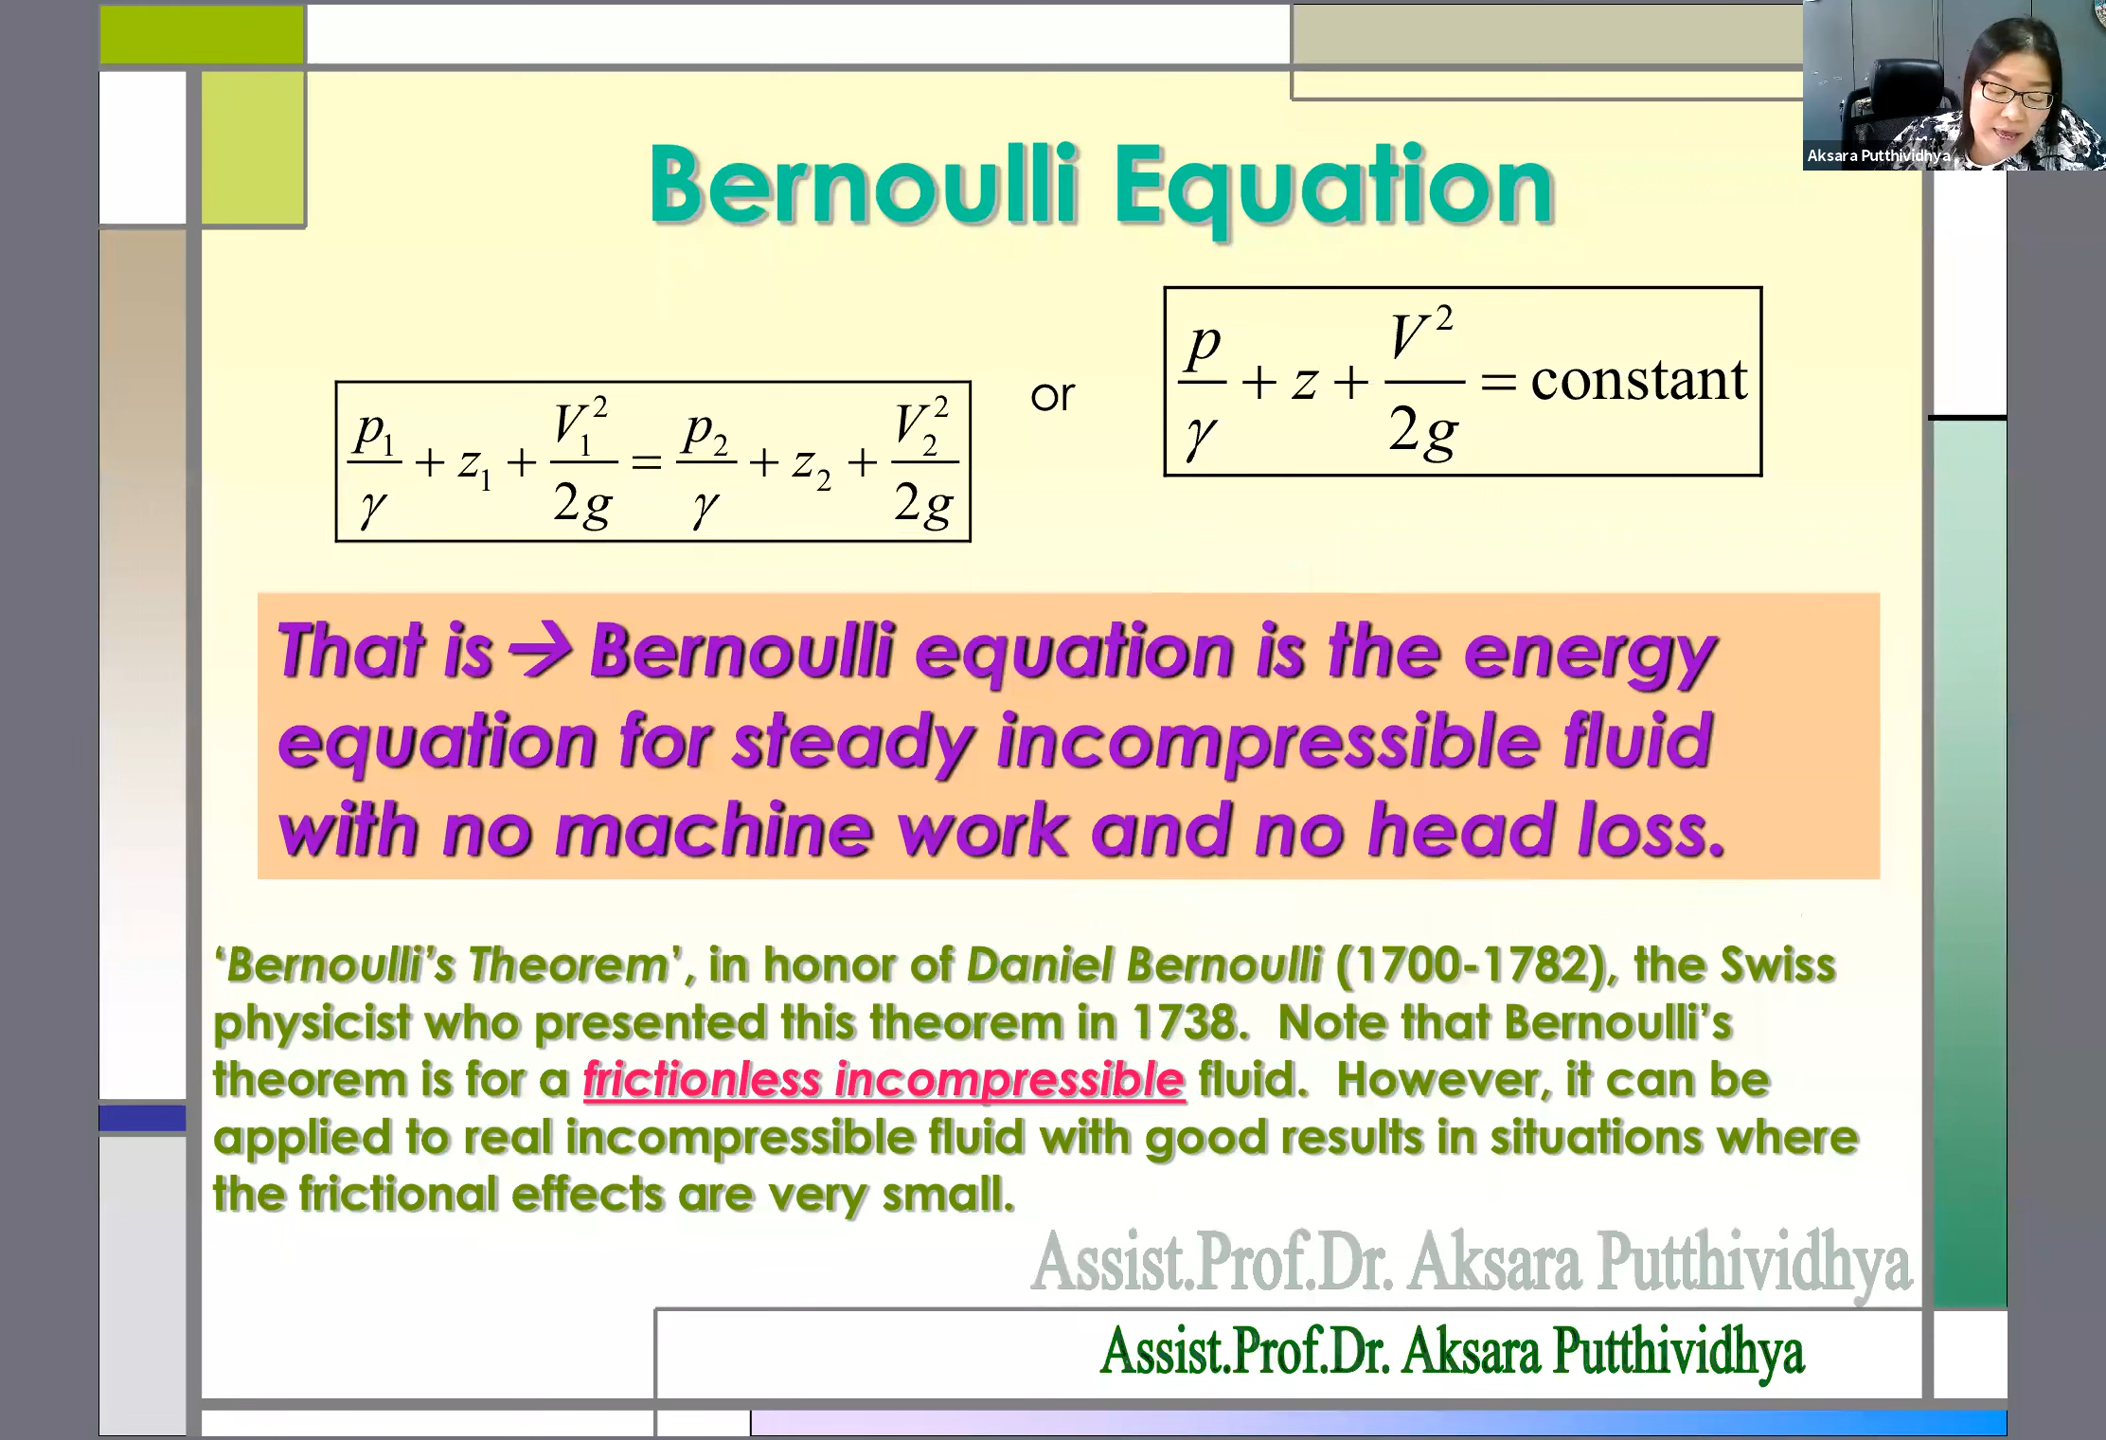 Aksara Putthividhya
Bernoulli Equation
p₁/γ + z₁ + V₁²/2g = p₂/γ + z₂ + V₂²/2g
or
p/γ + z + V²/2g = constant
That is → Bernoulli equation is the energy
equation for steady incompressible fluid
with no machine work and no head loss.
‘Bernoulli’s Theorem’, in honor of Daniel Bernoulli (1700-1782), the Swiss
physicist who presented this theorem in 1738. Note that Bernoulli’s
theorem is for a frictionless incompressible fluid. However, it can be
applied to real incompressible fluid with good results in situations where
the frictional effects are very small.
Assist.Prof.Dr. Aksara Putthividhya
Assist.Prof.Dr. Aksara Putthividhya